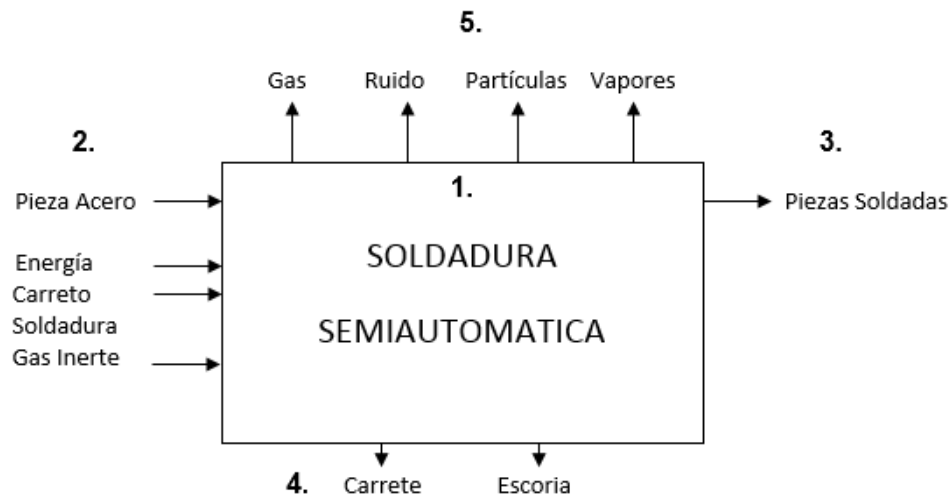 5.
Gas Ruido Partículas Vapores
2. 3.
1.
Pieza Acero Piezas Soldadas
SOLDADURA
Energía
Carreto
Soldadura
SEMIAUTOMATICA
Gas Inerte
4. Carrete Escoria